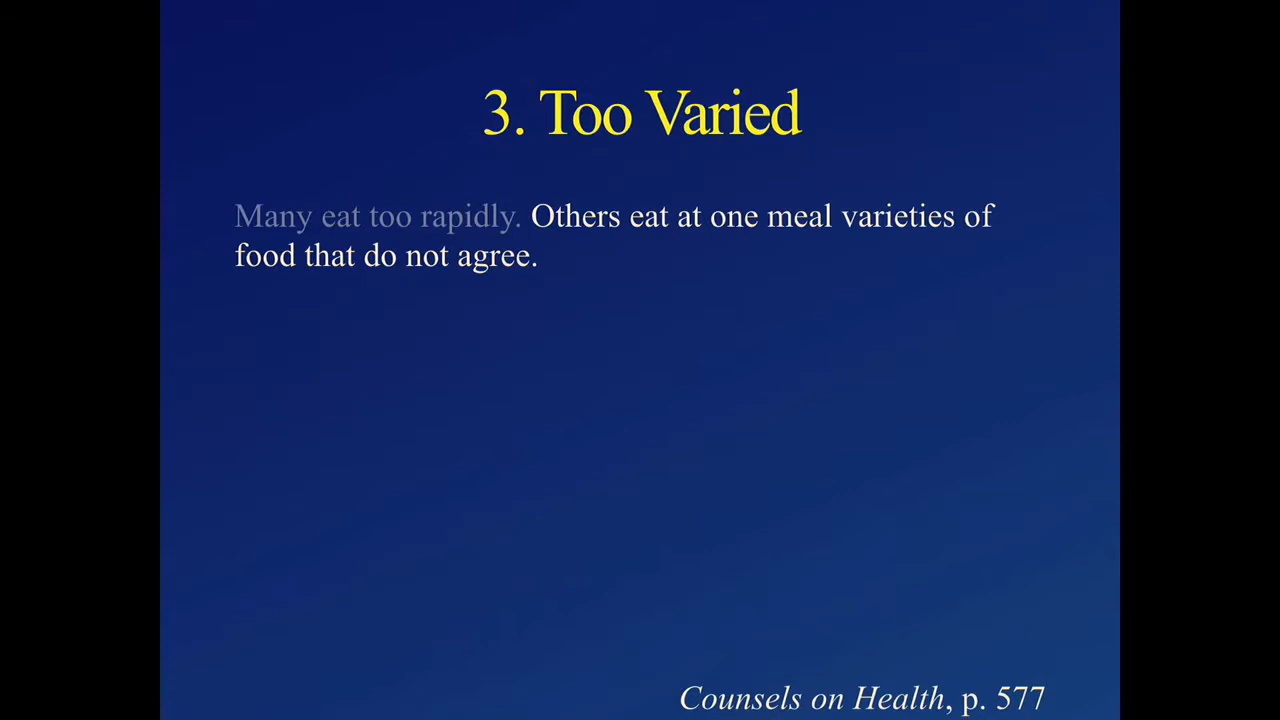 3. Too Varied
Many eat too rapidly. Others eat at one meal varieties of
food that do not agree.
Counsels on Health, p. 577